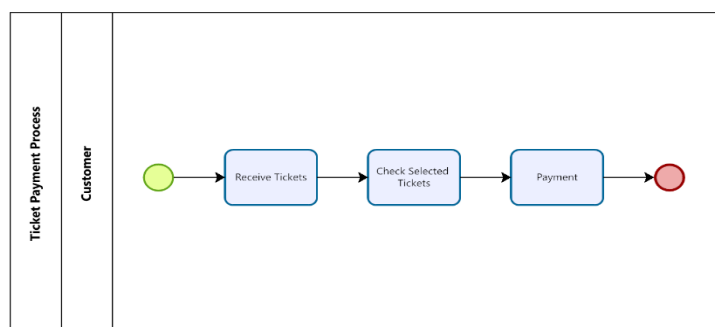 Ticket Payment Process
Customer
Receive Tickets
Check Selected
Tickets
Payment